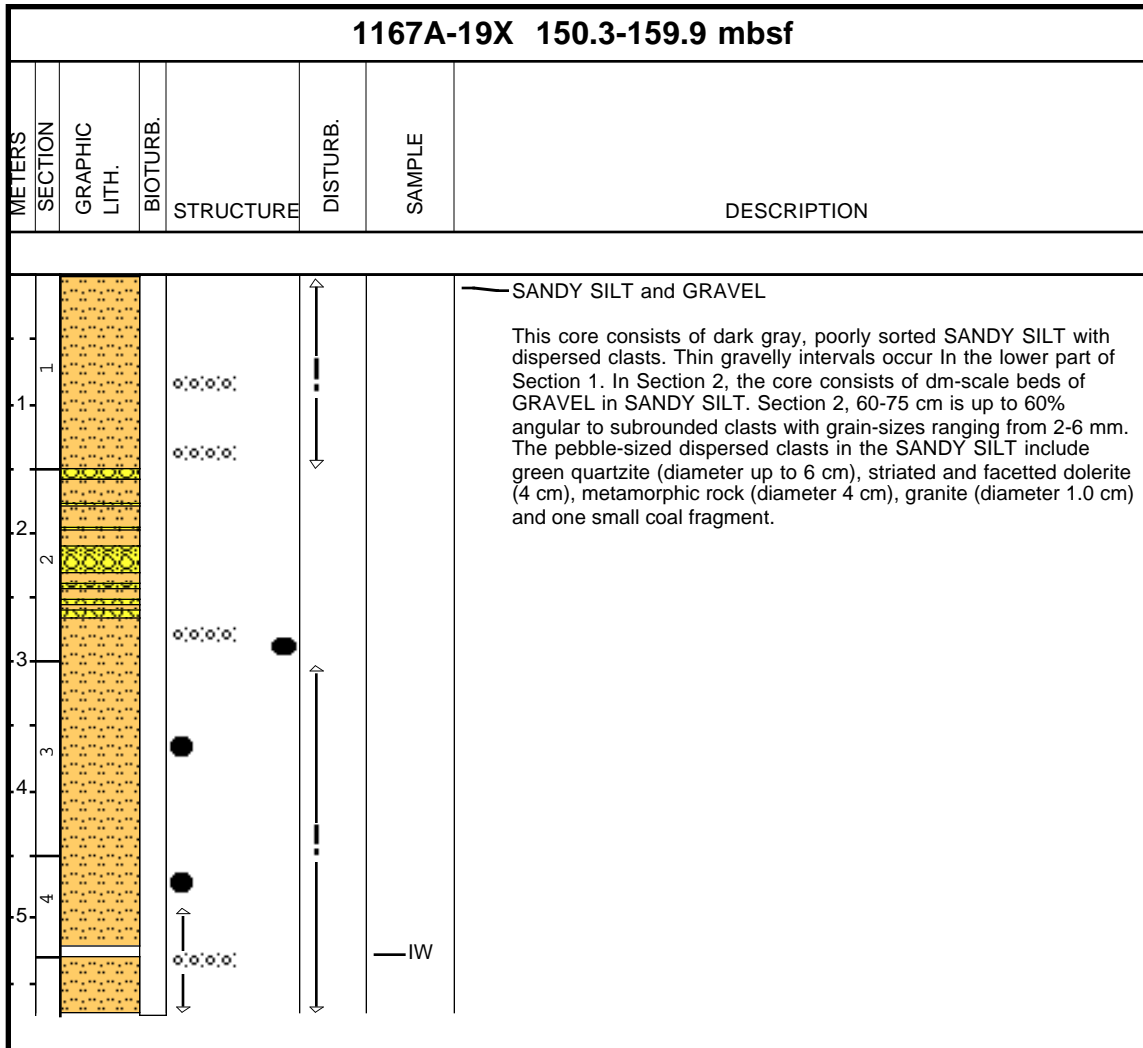 1167A-19X 150.3-159.9 mbsf
METERS
SECTION
GRAPHIC
LITH.
BIOTURB.
STRUCTURE
DISTURB.
SAMPLE
DESCRIPTION
SANDY SILT and GRAVEL
This core consists of dark gray, poorly sorted SANDY SILT with
dispersed clasts. Thin gravelly intervals occur In the lower part of
Section 1. In Section 2, the core consists of dm-scale beds of
GRAVEL in SANDY SILT. Section 2, 60-75 cm is up to 60%
angular to subrounded clasts with grain-sizes ranging from 2-6 mm.
The pebble-sized dispersed clasts in the SANDY SILT include
green quartzite (diameter up to 6 cm), striated and facetted dolerite
(4 cm), metamorphic rock (diameter 4 cm), granite (diameter 1.0 cm)
and one small coal fragment.
1
1
2
2
3
3
4
4
5
IW